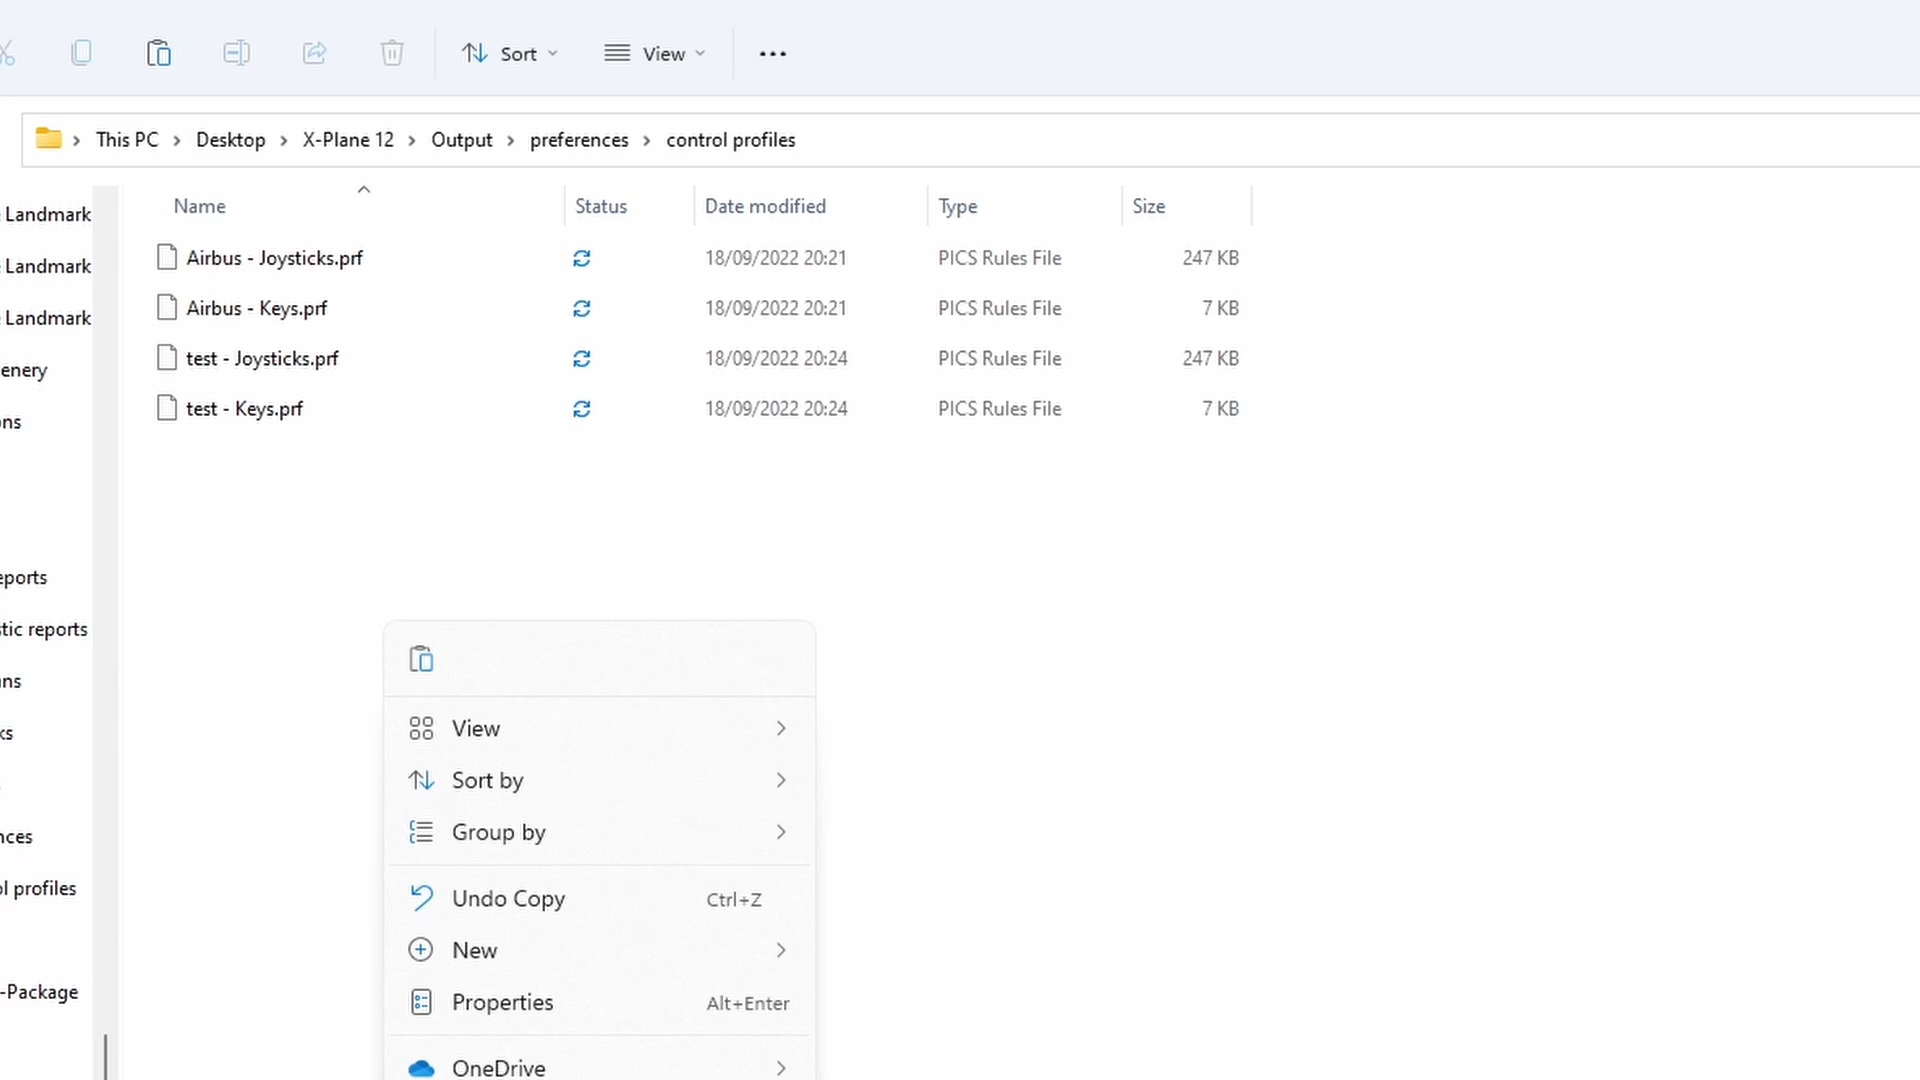 Sort View
This PC Desktop X-Plane 12 Output preferences control profiles
Name Status Date modified Type Size
Landmark
Landmark
Landmark
enery
ns
eports
stic reports
ans
ks
nces
ol profiles
-Package
Airbus - Joysticks.prf 18/09/2022 20:21 PICS Rules File 247 KB
Airbus - Keys.prf 18/09/2022 20:21 PICS Rules File 7 KB
test - Joysticks.prf 18/09/2022 20:24 PICS Rules File 247 KB
test - Keys.prf 18/09/2022 20:24 PICS Rules File 7 KB
View
Sort by
Group by
Undo Copy Ctrl+Z
New
Properties Alt+Enter
OneDrive